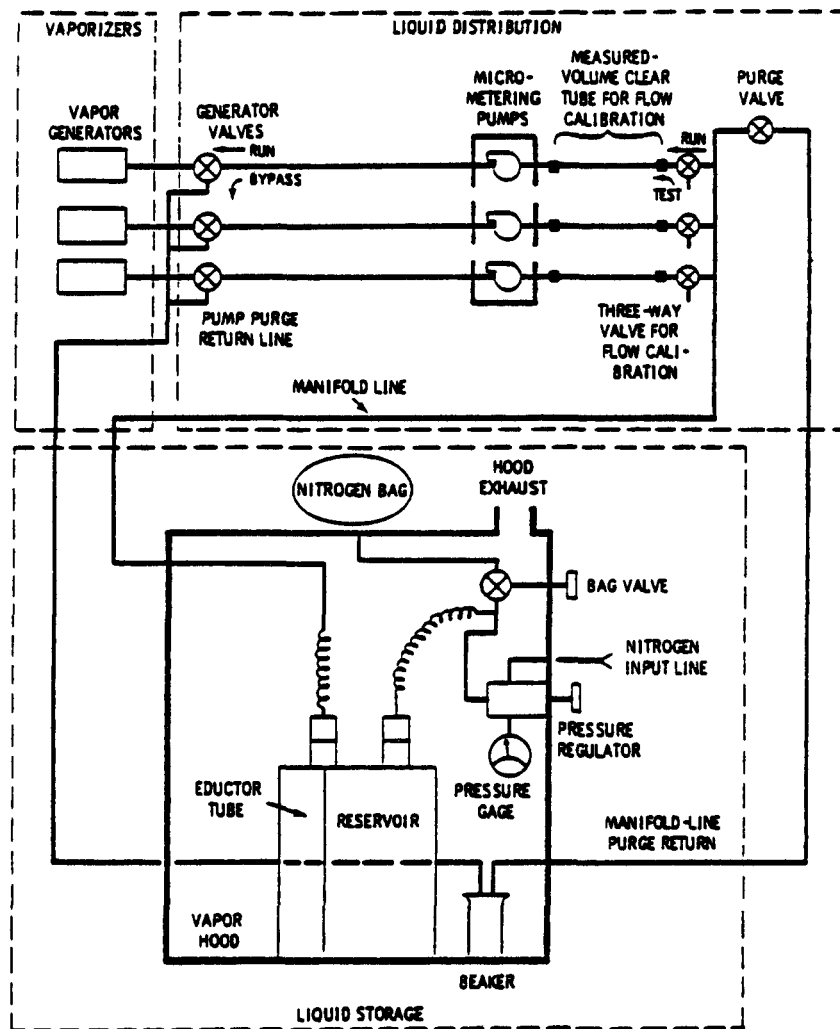 VAPORIZERS
LIQUID DISTRIBUTION
VAPOR
GENERATORS
GENERATOR
VALVES
RUN
BYPASS
MICRO-
METERING
PUMPS
MEASURED-
VOLUME CLEAR
TUBE FOR FLOW
CALIBRATION
PURGE
VALVE
RUN
TEST
PUMP PURGE
RETURN LINE
THREE-WAY
VALVE FOR
FLOW CALI-
BRATION
MANIFOLD LINE
NITROGEN BAG
HOOD
EXHAUST
BAG VALVE
NITROGEN
INPUT LINE
PRESSURE
REGULATOR
PRESSURE
GAGE
EDUCTOR
TUBE
RESERVOIR
MANIFOLD-LINE
PURGE RETURN
VAPOR
HOOD
BEAKER
LIQUID STORAGE